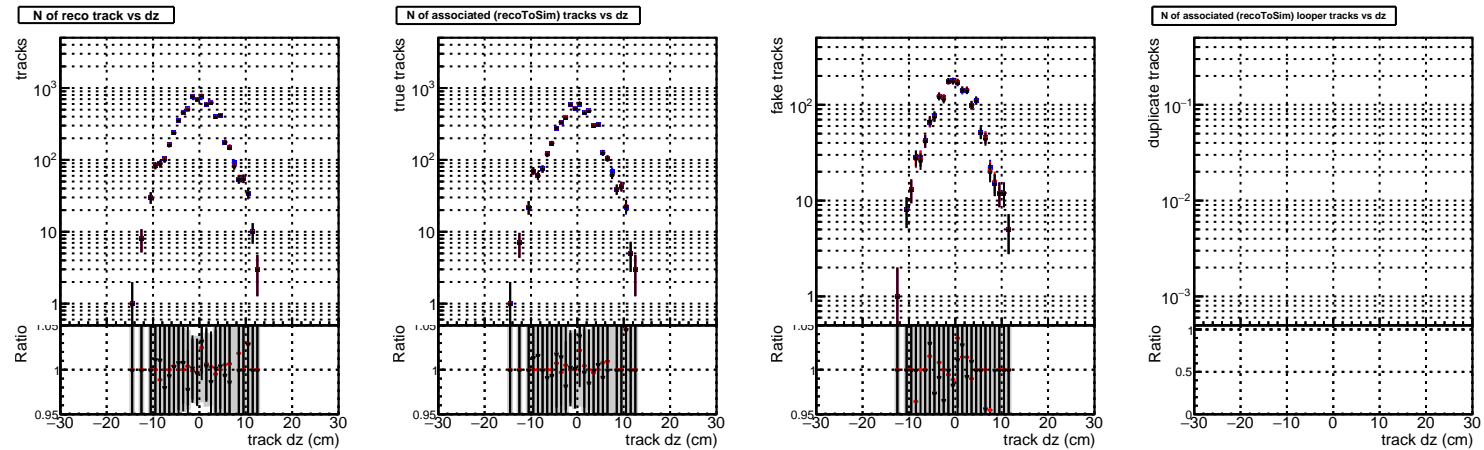 N of reco track vs dz
N of associated (recoToSim) tracks vs dz
N of associated (recoToSim) looper tracks vs dz
tracks
10³
10²
10
1
Ratio
1.05
1
0.95
−30 −20 −10 0 10 20 30
track dz (cm)
true tracks
10³
10²
10
1
Ratio
1.05
1
0.95
−30 −20 −10 0 10 20 30
track dz (cm)
fake tracks
10²
10
1
Ratio
1.05
1
0.95
−30 −20 −10 0 10 20 30
track dz (cm)
duplicate tracks
10⁻¹
10⁻²
10⁻³
Ratio
1
0.5
0
−30 −20 −10 0 10 20 30
track dz (cm)